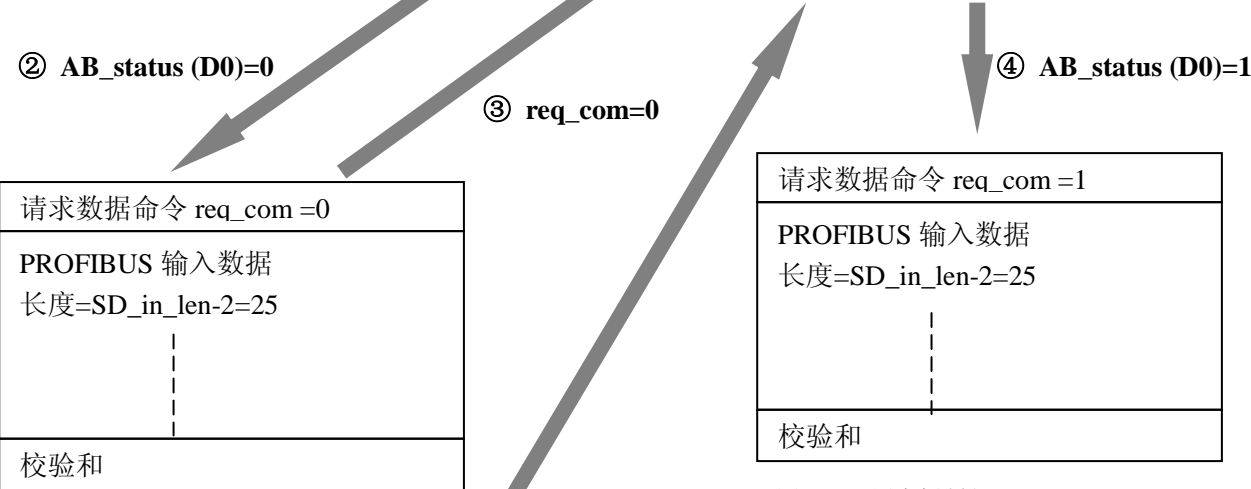 ② AB_status (D0)=0
④ AB_status (D0)=1
③ req_com=0
请求数据命令 req_com =0
PROFIBUS 输入数据
长度=SD_in_len-2=25
校验和
请求数据命令 req_com =1
PROFIBUS 输入数据
长度=SD_in_len-2=25
校验和